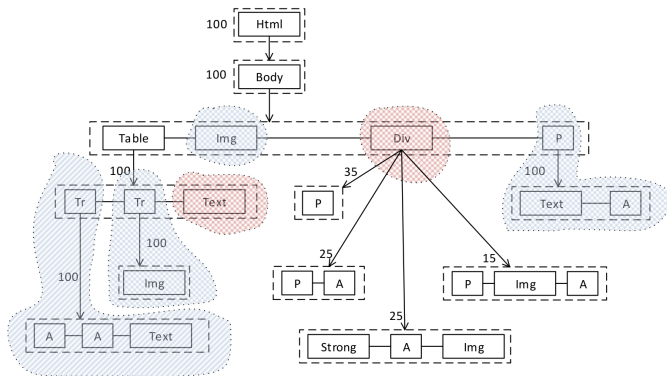 100 Html
100 Body
Table Img Div P
100 35 100
Tr Tr Text P Text A
100 25 15
100 Img P A P Img A
25
A A Text Strong A Img